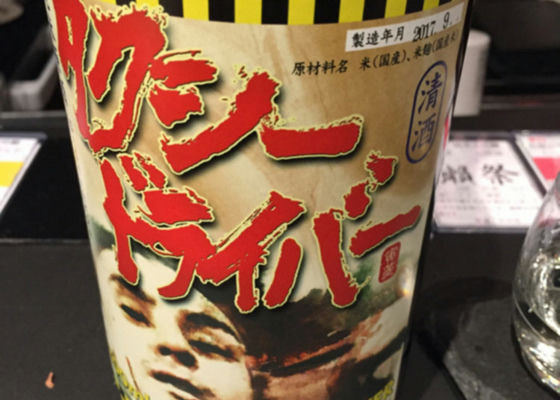 製造年月 2017. 9.
原材料名 米(国産)、米麹(国産米)
清酒
タクシー
ドライバー